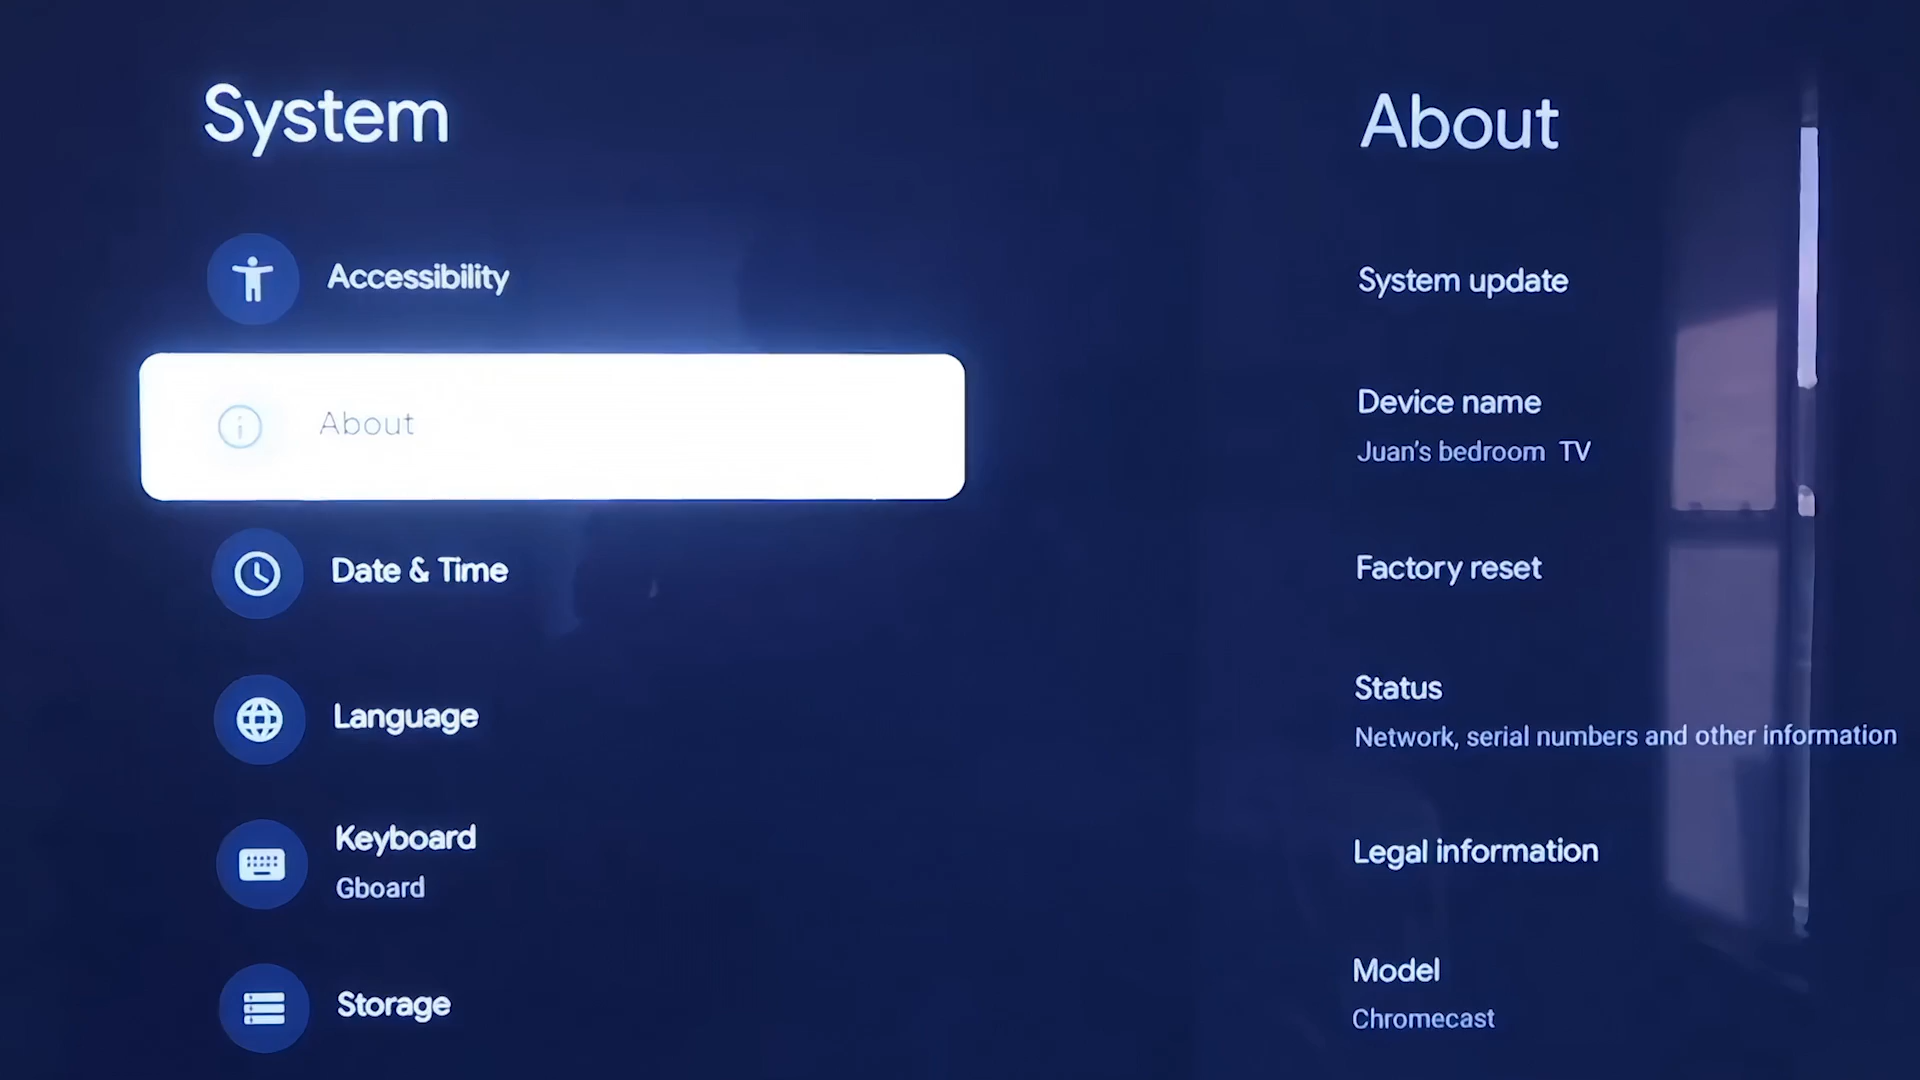 System
Accessibility
About
Date & Time
Language
Keyboard
Gboard
Storage
About
System update
Device name
Juan's bedroom TV
Factory reset
Status
Network, serial numbers and other information
Legal information
Model
Chromecast